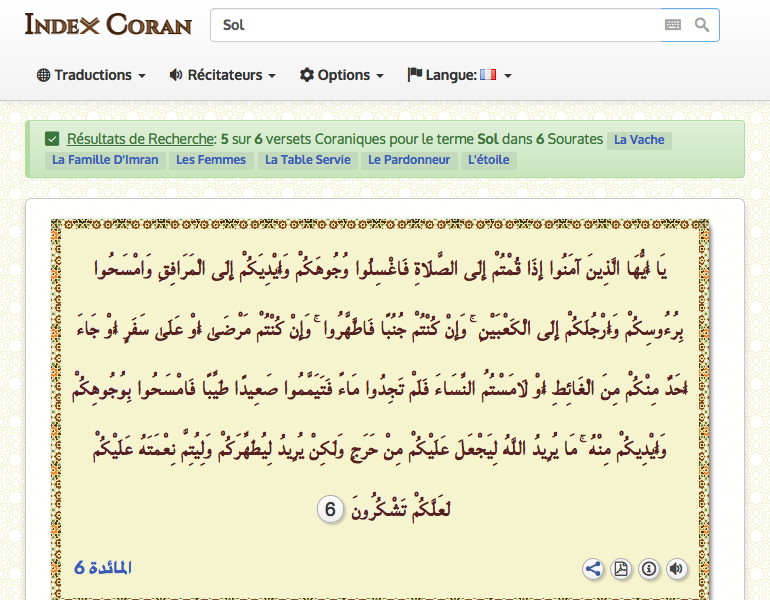 INDEX CORAN
Sol
Traductions
Récitateurs
Options
Langue:
Résultats de Recherche: 5 sur 6 versets Coraniques pour le terme Sol dans 6 Sourates La Vache
La Famille D'Imran Les Femmes La Table Servie Le Pardonneur L'étoile
يَا أَيُّهَا الَّذِينَ آمَنُوا إِذَا قُمْتُمْ إِلَى الصَّلَاةِ فَاغْسِلُوا وُجُوهَكُمْ وَأَيْدِيَكُمْ إِلَى الْمَرَافِقِ وَامْسَحُوا
بِرُءُوسِكُمْ وَأَرْجُلَكُمْ إِلَى الْكَعْبَيْنِ ۚ وَإِنْ كُنْتُمْ جُنُبًا فَاطَّهَّرُوا ۚ وَإِنْ كُنْتُمْ مَرْضَىٰ أَوْ عَلَىٰ سَفَرٍ أَوْ جَاءَ
أَحَدٌ مِنْكُمْ مِنَ الْغَائِطِ أَوْ لَامَسْتُمُ النِّسَاءَ فَلَمْ تَجِدُوا مَاءً فَتَيَمَّمُوا صَعِيدًا طَيِّبًا فَامْسَحُوا بِوُجُوهِكُمْ
وَأَيْدِيكُمْ مِنْهُ ۚ مَا يُرِيدُ اللَّهُ لِيَجْعَلَ عَلَيْكُمْ مِنْ حَرَجٍ وَلَٰكِنْ يُرِيدُ لِيُطَهِّرَكُمْ وَلِيُتِمَّ نِعْمَتَهُ عَلَيْكُمْ
لَعَلَّكُمْ تَشْكُرُونَ 6
المائدة 6